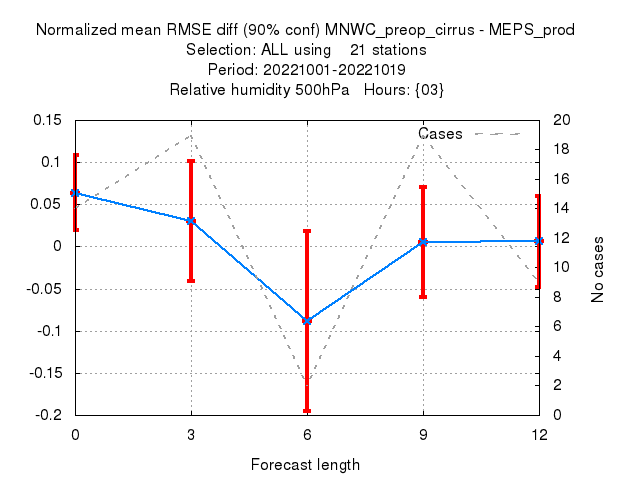 Normalized mean RMSE diff (90% conf) MNWC_preop_cirrus - MEPS_prod
Selection: ALL using    21 stations
Period: 20221001-20221019
Relative humidity 500hPa   Hours: {03}
Cases
0.15
0.1
0.05
0
-0.05
-0.1
-0.15
-0.2
20
18
16
14
12
10
8
6
4
2
0
No cases
0 3 6 9 12
Forecast length